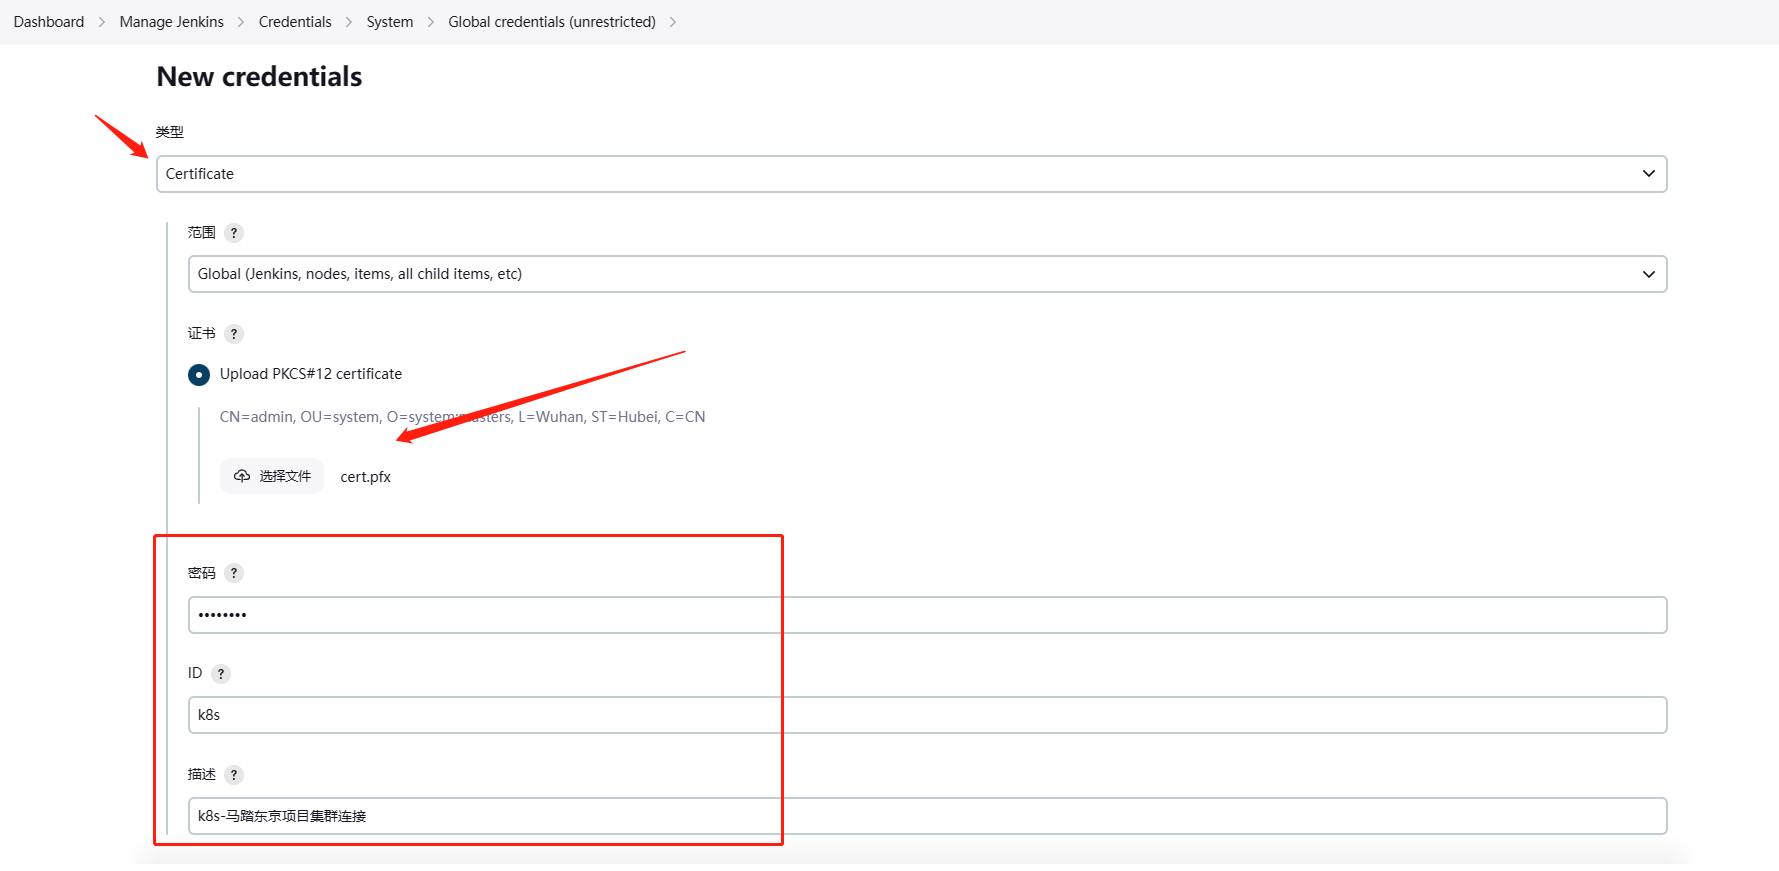 Dashboard > Manage Jenkins > Credentials > System > Global credentials (unrestricted) >
New credentials
类型
Certificate
范围 ?
Global (Jenkins, nodes, items, all child items, etc)
证书 ?
Upload PKCS#12 certificate
CN=admin, OU=system, O=system:masters, L=Wuhan, ST=Hubei, C=CN
选择文件 cert.pfx
密码 ?
••••••••
ID ?
k8s
描述 ?
k8s-马踏东京项目集群连接